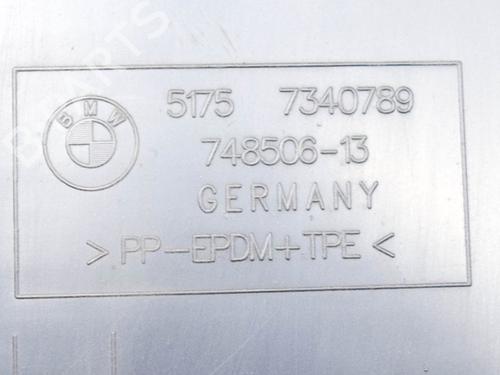 BMW
5175 7340789
748506-13
GERMANY
>PP-EPDM+TPE<